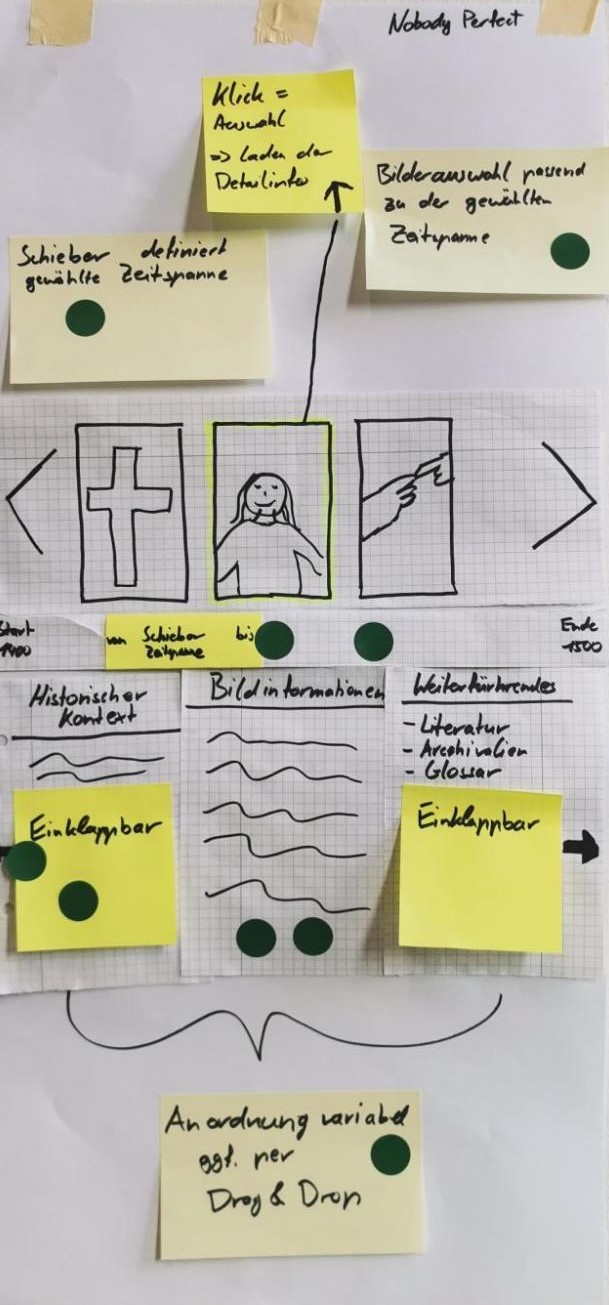 Nobody Perfect
Klick =
Auswahl
=> Laden der
Detailinfo
Bilderauswahl passend
zu der gewählten
Zeitspanne
Schieber definiert
gewählte Zeitspanne
Start
1400
von Schieber bis
Zeitspanne
Ende
1500
Historischer
Kontext
Bildinformationen
Weiterführendes
- Literatur
- Archivalien
- Glossar
Einklappbar
Einklappbar
Anordnung variabel
ggf. per
Drag & Drop